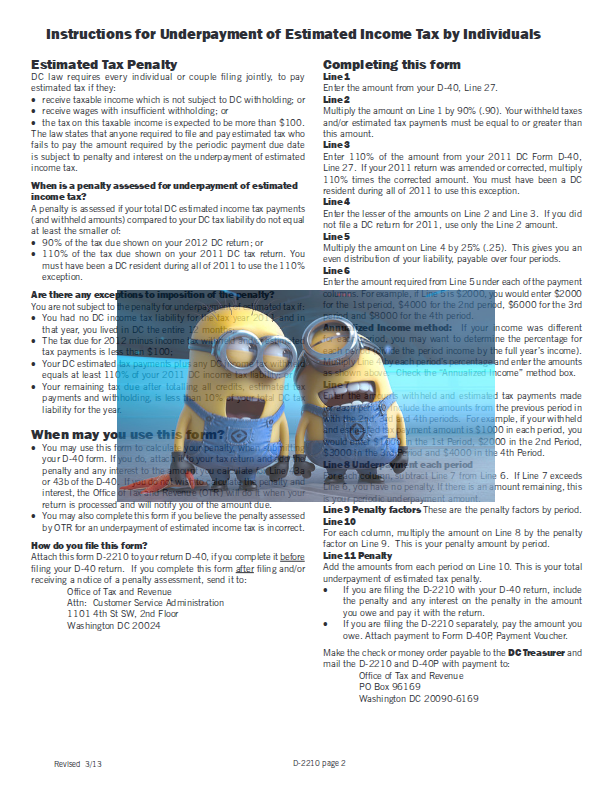 Instructions for Underpayment of Estimated Income Tax by Individuals
Estimated Tax Penalty
DC law requires every individual or couple filing jointly, to pay
estimated tax if they:
• receive taxable income which is not subject to DC withholding; or
• receive wages with insufficient withholding; or
• the tax on this taxable income is expected to be more than $100.
The law states that anyone required to file and pay estimated tax who
fails to pay the amount required by the periodic payment due date
is subject to penalty and interest on the underpayment of estimated
income tax.
When is a penalty assessed for underpayment of estimated
income tax?
A penalty is assessed if your total DC estimated income tax payments
(and withheld amounts) compared to your DC tax liability do not equal
at least the smaller of:
• 90% of the tax due shown on your 2012 DC return; or
• 110% of the tax due shown on your 2011 DC tax return. You
must have been a DC resident during all of 2011 to use the 110%
exception.
Are there any exceptions to imposition of the penalty?
You are not subject to the penalty for underpayment of estimated tax if:
• You had no DC income tax liability for the tax year 2011 and in
that year, you lived in DC the entire 12 months;
• The tax due for 2012 minus income tax withheld and estimated
tax payments is less than $100;
• Your DC estimated tax payments plus any DC income tax withheld
equals at least 110% of your 2011 DC income tax liability
• Your remaining tax due after totalling all credits, estimated tax
payments and withholding, is less than 10% of your total DC tax
liability for the year.
When may you use this form?
• You may use this form to calculate your penalty, when submitting
your D-40 form. If you do, attach to your tax return and the
penalty and any interest to the amount you calculate Line 43a
or 43b of the D-40. If you do not wish to calculate the penalty and
interest, the Office of Tax and Revenue (OTR) will do it when your
return is processed and will notify you of the amount due.
• You may also complete this form if you believe the penalty assessed
by OTR for an underpayment of estimated income tax is incorrect.
How do you file this form?
Attach this form D-2210 to your return D-40, if you complete it before
filing your D-40 return. If you complete this form after filing and/or
receiving a notice of a penalty assessment, send it to:
Office of Tax and Revenue
Attn: Customer Service Administration
1101 4th St SW, 2nd Floor
Washington DC 20024
Completing this form
Line 1
Enter the amount from your D-40, Line 27.
Line 2
Multiply the amount on Line 1 by 90% (.90). Your withheld taxes
and/or estimated tax payments must be equal to or greater than
this amount.
Line 3
Enter 110% of the amount from your 2011 DC Form D-40,
Line 27. If your 2011 return was amended or corrected, multiply
110% times the corrected amount. You must have been a DC
resident during all of 2011 to use this exception.
Line 4
Enter the lesser of the amounts on Line 2 and Line 3. If you did
not file a DC return for 2011, use only the Line 2 amount.
Line 5
Multiply the amount on Line 4 by 25% (.25). This gives you an
even distribution of your liability, payable over four periods.
Line 6
Enter the amount required from Line 5 under each of the payment
columns. For example, if Line 5 is $2000, you would enter $2000
for the 1st period, $4000 for the 2nd period, $6000 for the 3rd
period and $8000 for the 4th period.
Annualized Income method: If your income was different
for each period, you may want to determine the percentage for
each period (divide the period income by the full year's income).
Multiply Line 4 by the percentage and enter the amounts
as shown above. Check the "Annualized Income" method box.
Line 7
Enter the amounts withheld and estimated tax payments made
for each period. Include the amounts from the previous period in
with the 2nd, 3rd and 4th periods. For example, if your withheld
and estimated tax payment amount is $1000 in each period, you
would enter $1000 in the 1st Period, $2000 in the 2nd Period,
$3000 in the 3rd Period and $4000 in the 4th Period.
Line 8 Underpayment each period
For each column, subtract Line 7 from Line 6. If Line 7 exceeds
Line 6, you have no penalty. If there is an amount remaining, this
is your periodic underpayment amount.
Line 9 Penalty factors These are the penalty factors by period.
Line 10
For each column, multiply the amount on Line 8 by the penalty
factor on Line 9. This is your penalty amount by period.
Line 11 Penalty
Add the amounts from each period on Line 10. This is your total
underpayment of estimated tax penalty.
• If you are filing the D-2210 with your D-40 return, include
the penalty and any interest on the penalty in the amount
you owe and pay it with the return.
• If you are filing the D-2210 separately, pay the amount you
owe. Attach payment to Form D-40P, Payment Voucher.
Make the check or money order payable to the DC Treasurer and
mail the D-2210 and D-40P with payment to:
Office of Tax and Revenue
PO Box 96169
Washington DC 20090-6169
Revised 3/13
D-2210 page 2